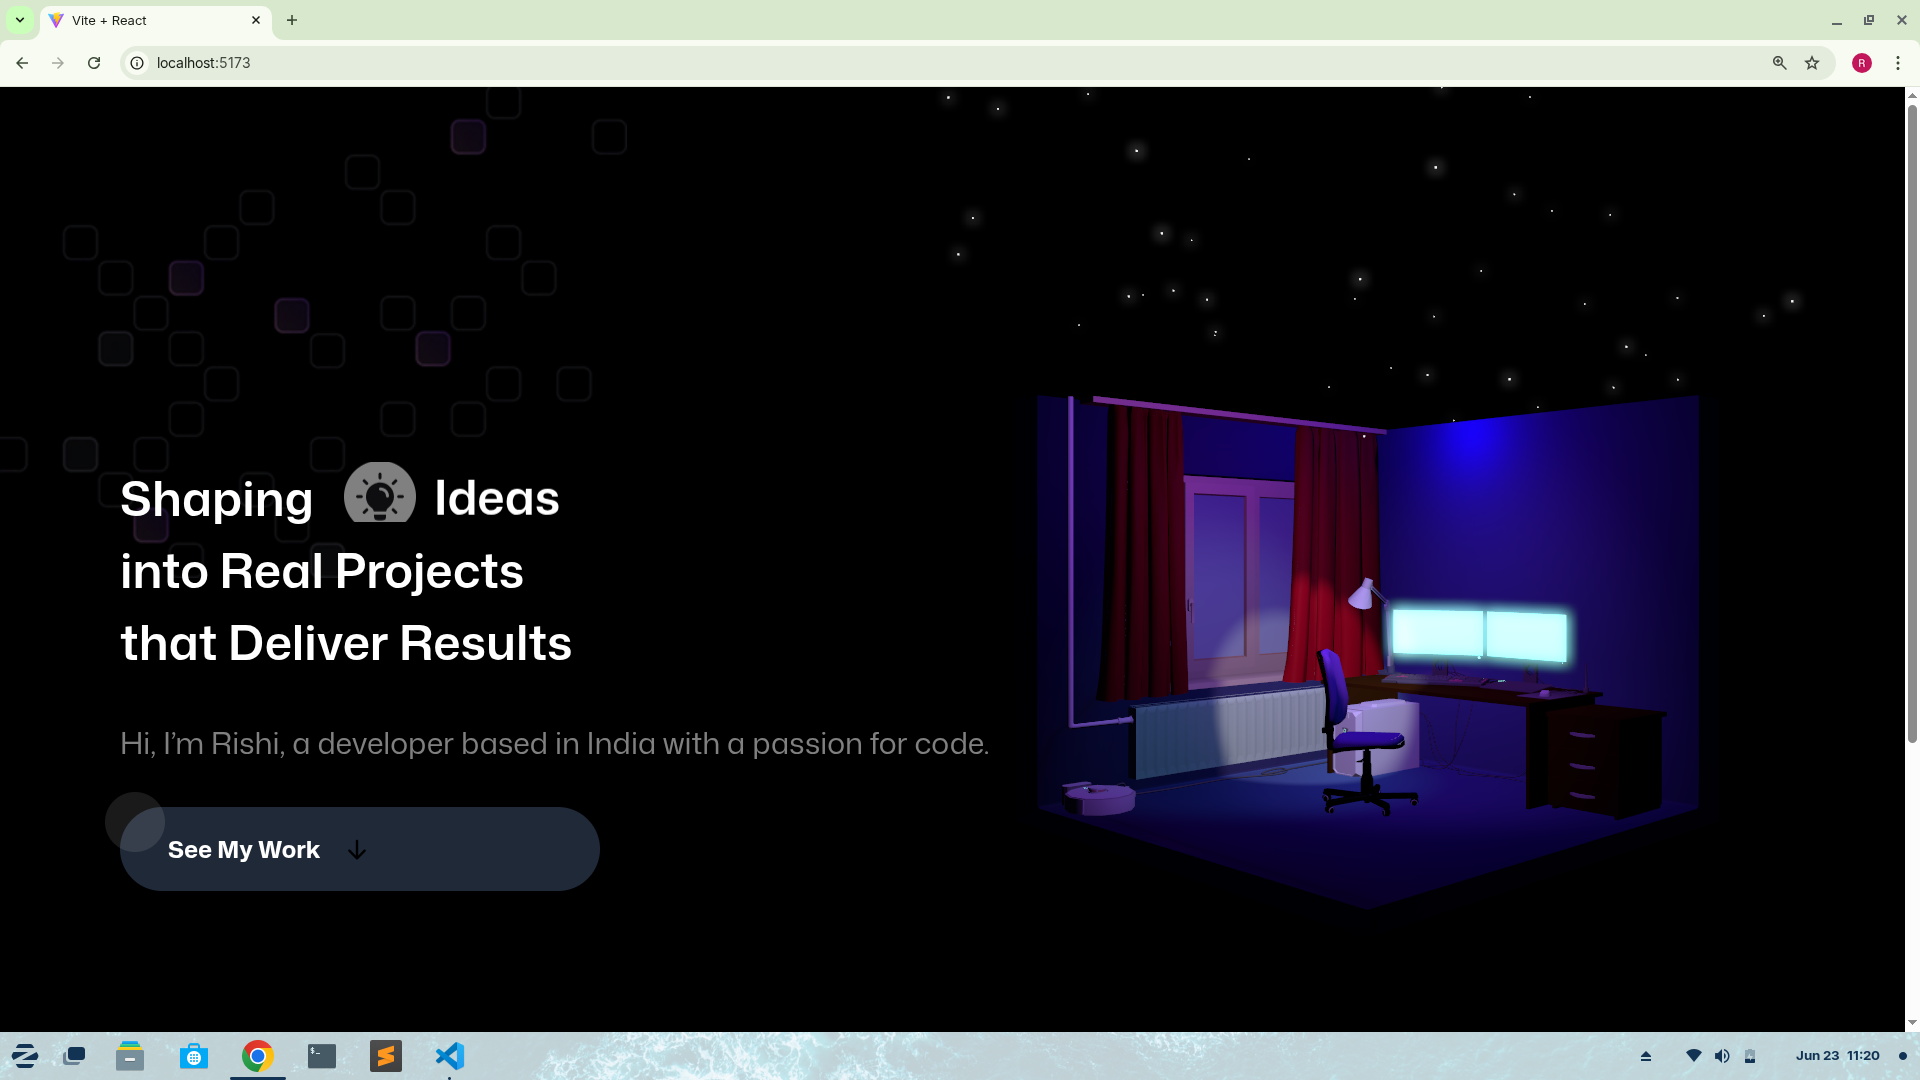 Vite + React
localhost:5173
R
Shaping Ideas
into Real Projects
that Deliver Results
Hi, I’m Rishi, a developer based in India with a passion for code.
See My Work
Jun 23 11:20